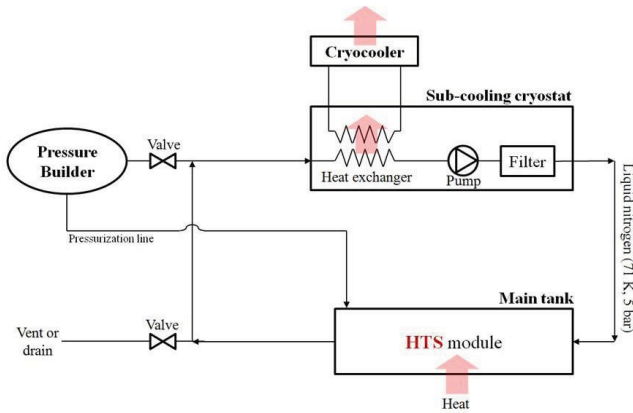 Cryocooler
Sub-cooling cryostat
Valve
Pressure
Builder
Heat exchanger
Pump
Filter
Liquid nitrogen (71 K, 5 bar)
Pressurization line
Main tank
Vent or
drain
Valve
HTS module
Heat